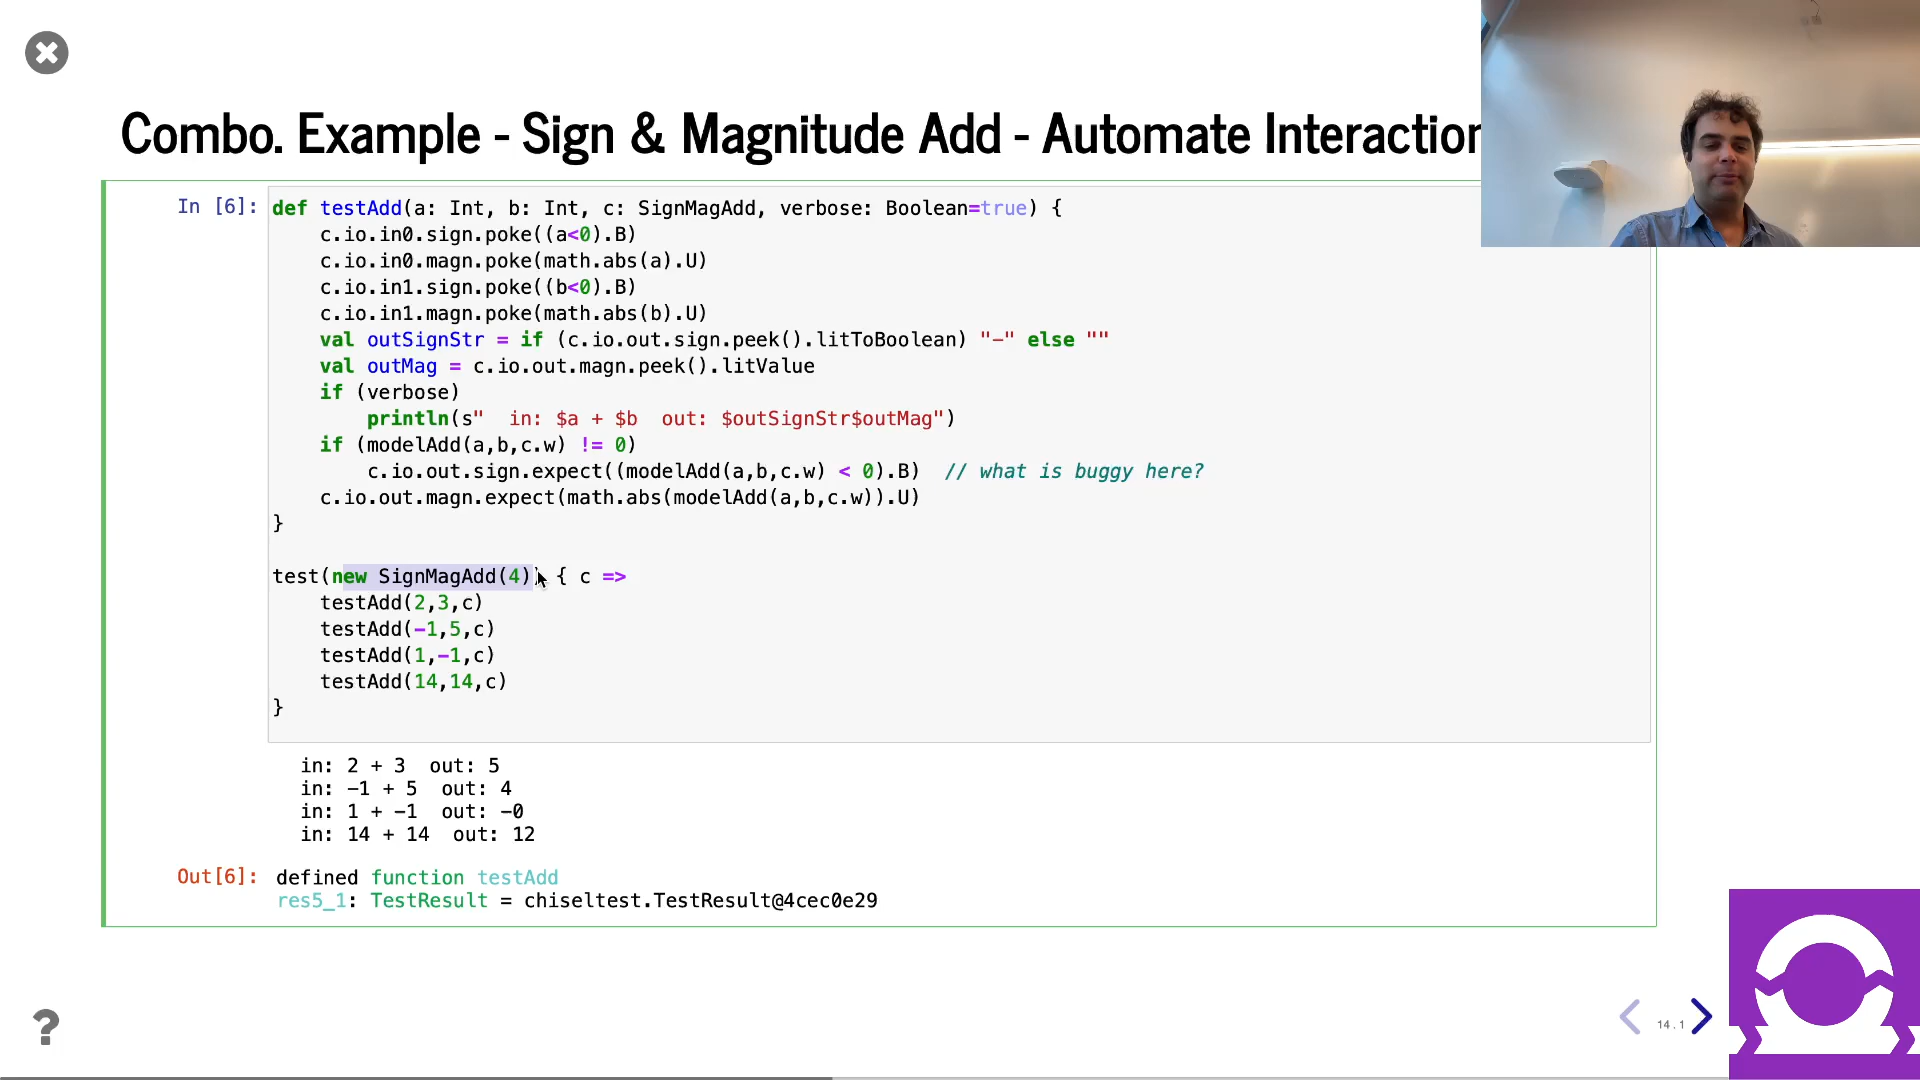 Combo. Example - Sign & Magnitude Add - Automate Interaction
In [6]:
def testAdd(a: Int, b: Int, c: SignMagAdd, verbose: Boolean=true) {
    c.io.in0.sign.poke((a<0).B)
    c.io.in0.magn.poke(math.abs(a).U)
    c.io.in1.sign.poke((b<0).B)
    c.io.in1.magn.poke(math.abs(b).U)
    val outSignStr = if (c.io.out.sign.peek().litToBoolean) "-" else ""
    val outMag = c.io.out.magn.peek().litValue
    if (verbose)
        println(s"  in: $a + $b  out: $outSignStr$outMag")
    if (modelAdd(a,b,c.w) != 0)
        c.io.out.sign.expect((modelAdd(a,b,c.w) < 0).B)  // what is buggy here?
    c.io.out.magn.expect(math.abs(modelAdd(a,b,c.w)).U)
}
test(new SignMagAdd(4)) { c =>
    testAdd(2,3,c)
    testAdd(-1,5,c)
    testAdd(1,-1,c)
    testAdd(14,14,c)
}
in: 2 + 3  out: 5
in: -1 + 5  out: 4
in: 1 + -1  out: -0
in: 14 + 14  out: 12
Out[6]:
defined function testAdd
res5_1: TestResult = chiseltest.TestResult@4cec0e29
?
14.1